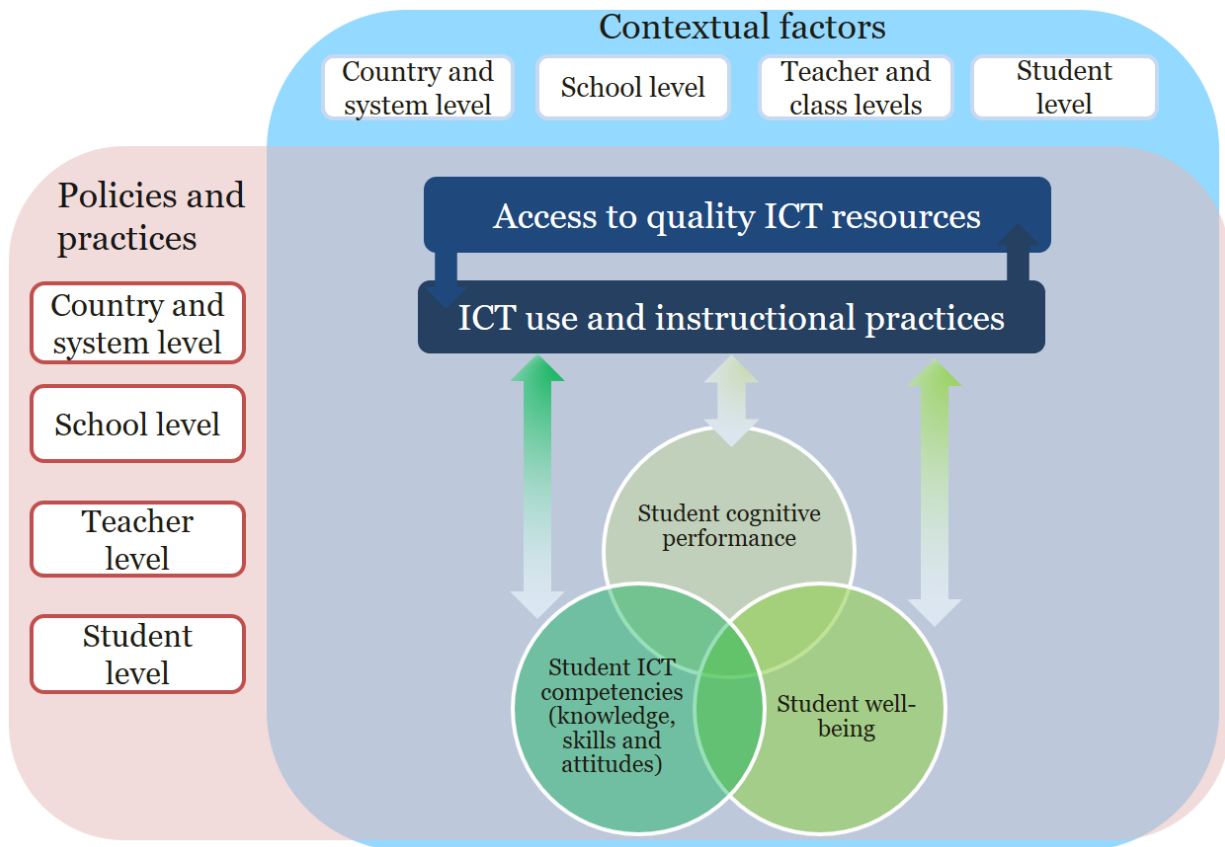 Contextual factors
Country and
system level
School level
Teacher and
class levels
Student
level
Policies and
practices
Country and
system level
School level
Teacher
level
Student
level
Access to quality ICT resources
ICT use and instructional practices
Student cognitive
performance
Student ICT
competencies
(knowledge,
skills and
attitudes)
Student well-
being